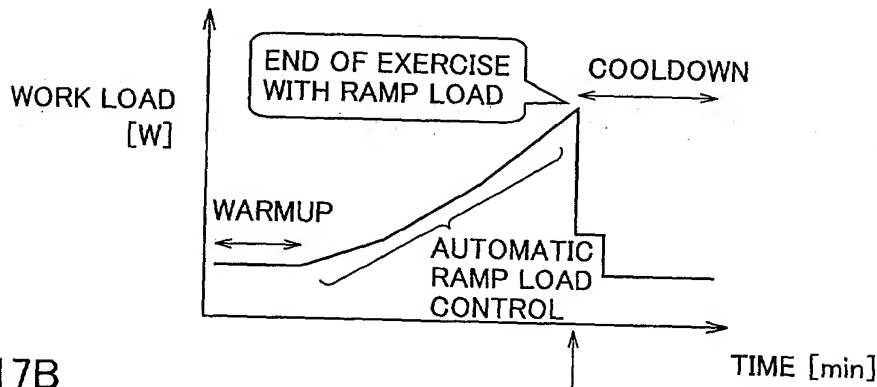 END OF EXERCISE
WITH RAMP LOAD
COOLDOWN
WORK LOAD
[W]
WARMUP
AUTOMATIC
RAMP LOAD
CONTROL
TIME [min]
17B